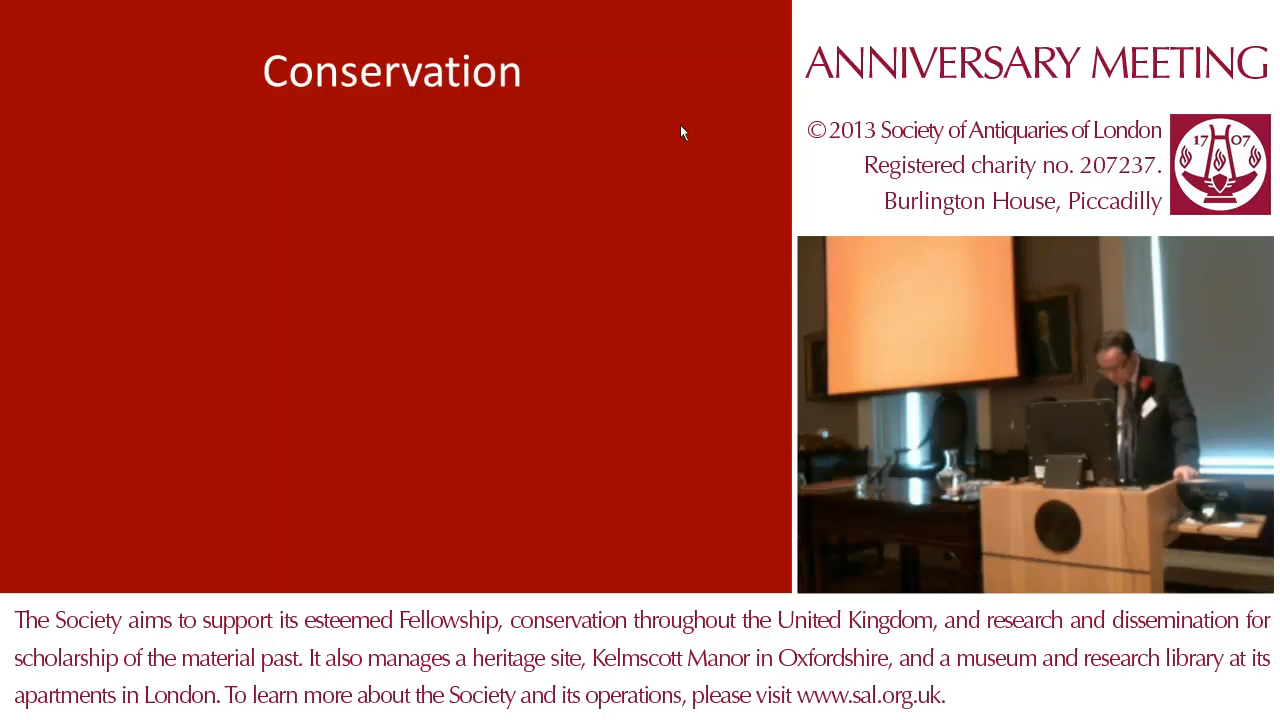 Conservation
ANNIVERSARY MEETING
© 2013 Society of Antiquaries of London
Registered charity no. 207237.
Burlington House, Piccadilly
17 07
The Society aims to support its esteemed Fellowship, conservation throughout the United Kingdom, and research and dissemination for
scholarship of the material past. It also manages a heritage site, Kelmscott Manor in Oxfordshire, and a museum and research library at its
apartments in London. To learn more about the Society and its operations, please visit www.sal.org.uk.